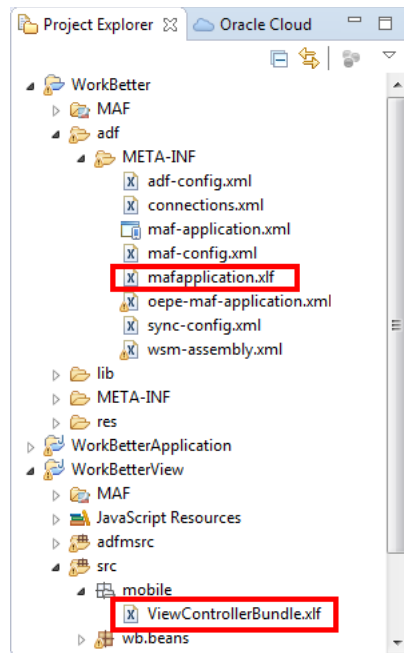 Project Explorer Oracle Cloud
WorkBetter
MAF
adf
META-INF
adf-config.xml
connections.xml
maf-application.xml
maf-config.xml
mafapplication.xlf
oepe-maf-application.xml
sync-config.xml
wsm-assembly.xml
lib
META-INF
res
WorkBetterApplication
WorkBetterView
MAF
JavaScript Resources
adfmsrc
src
mobile
ViewControllerBundle.xlf
wb.beans